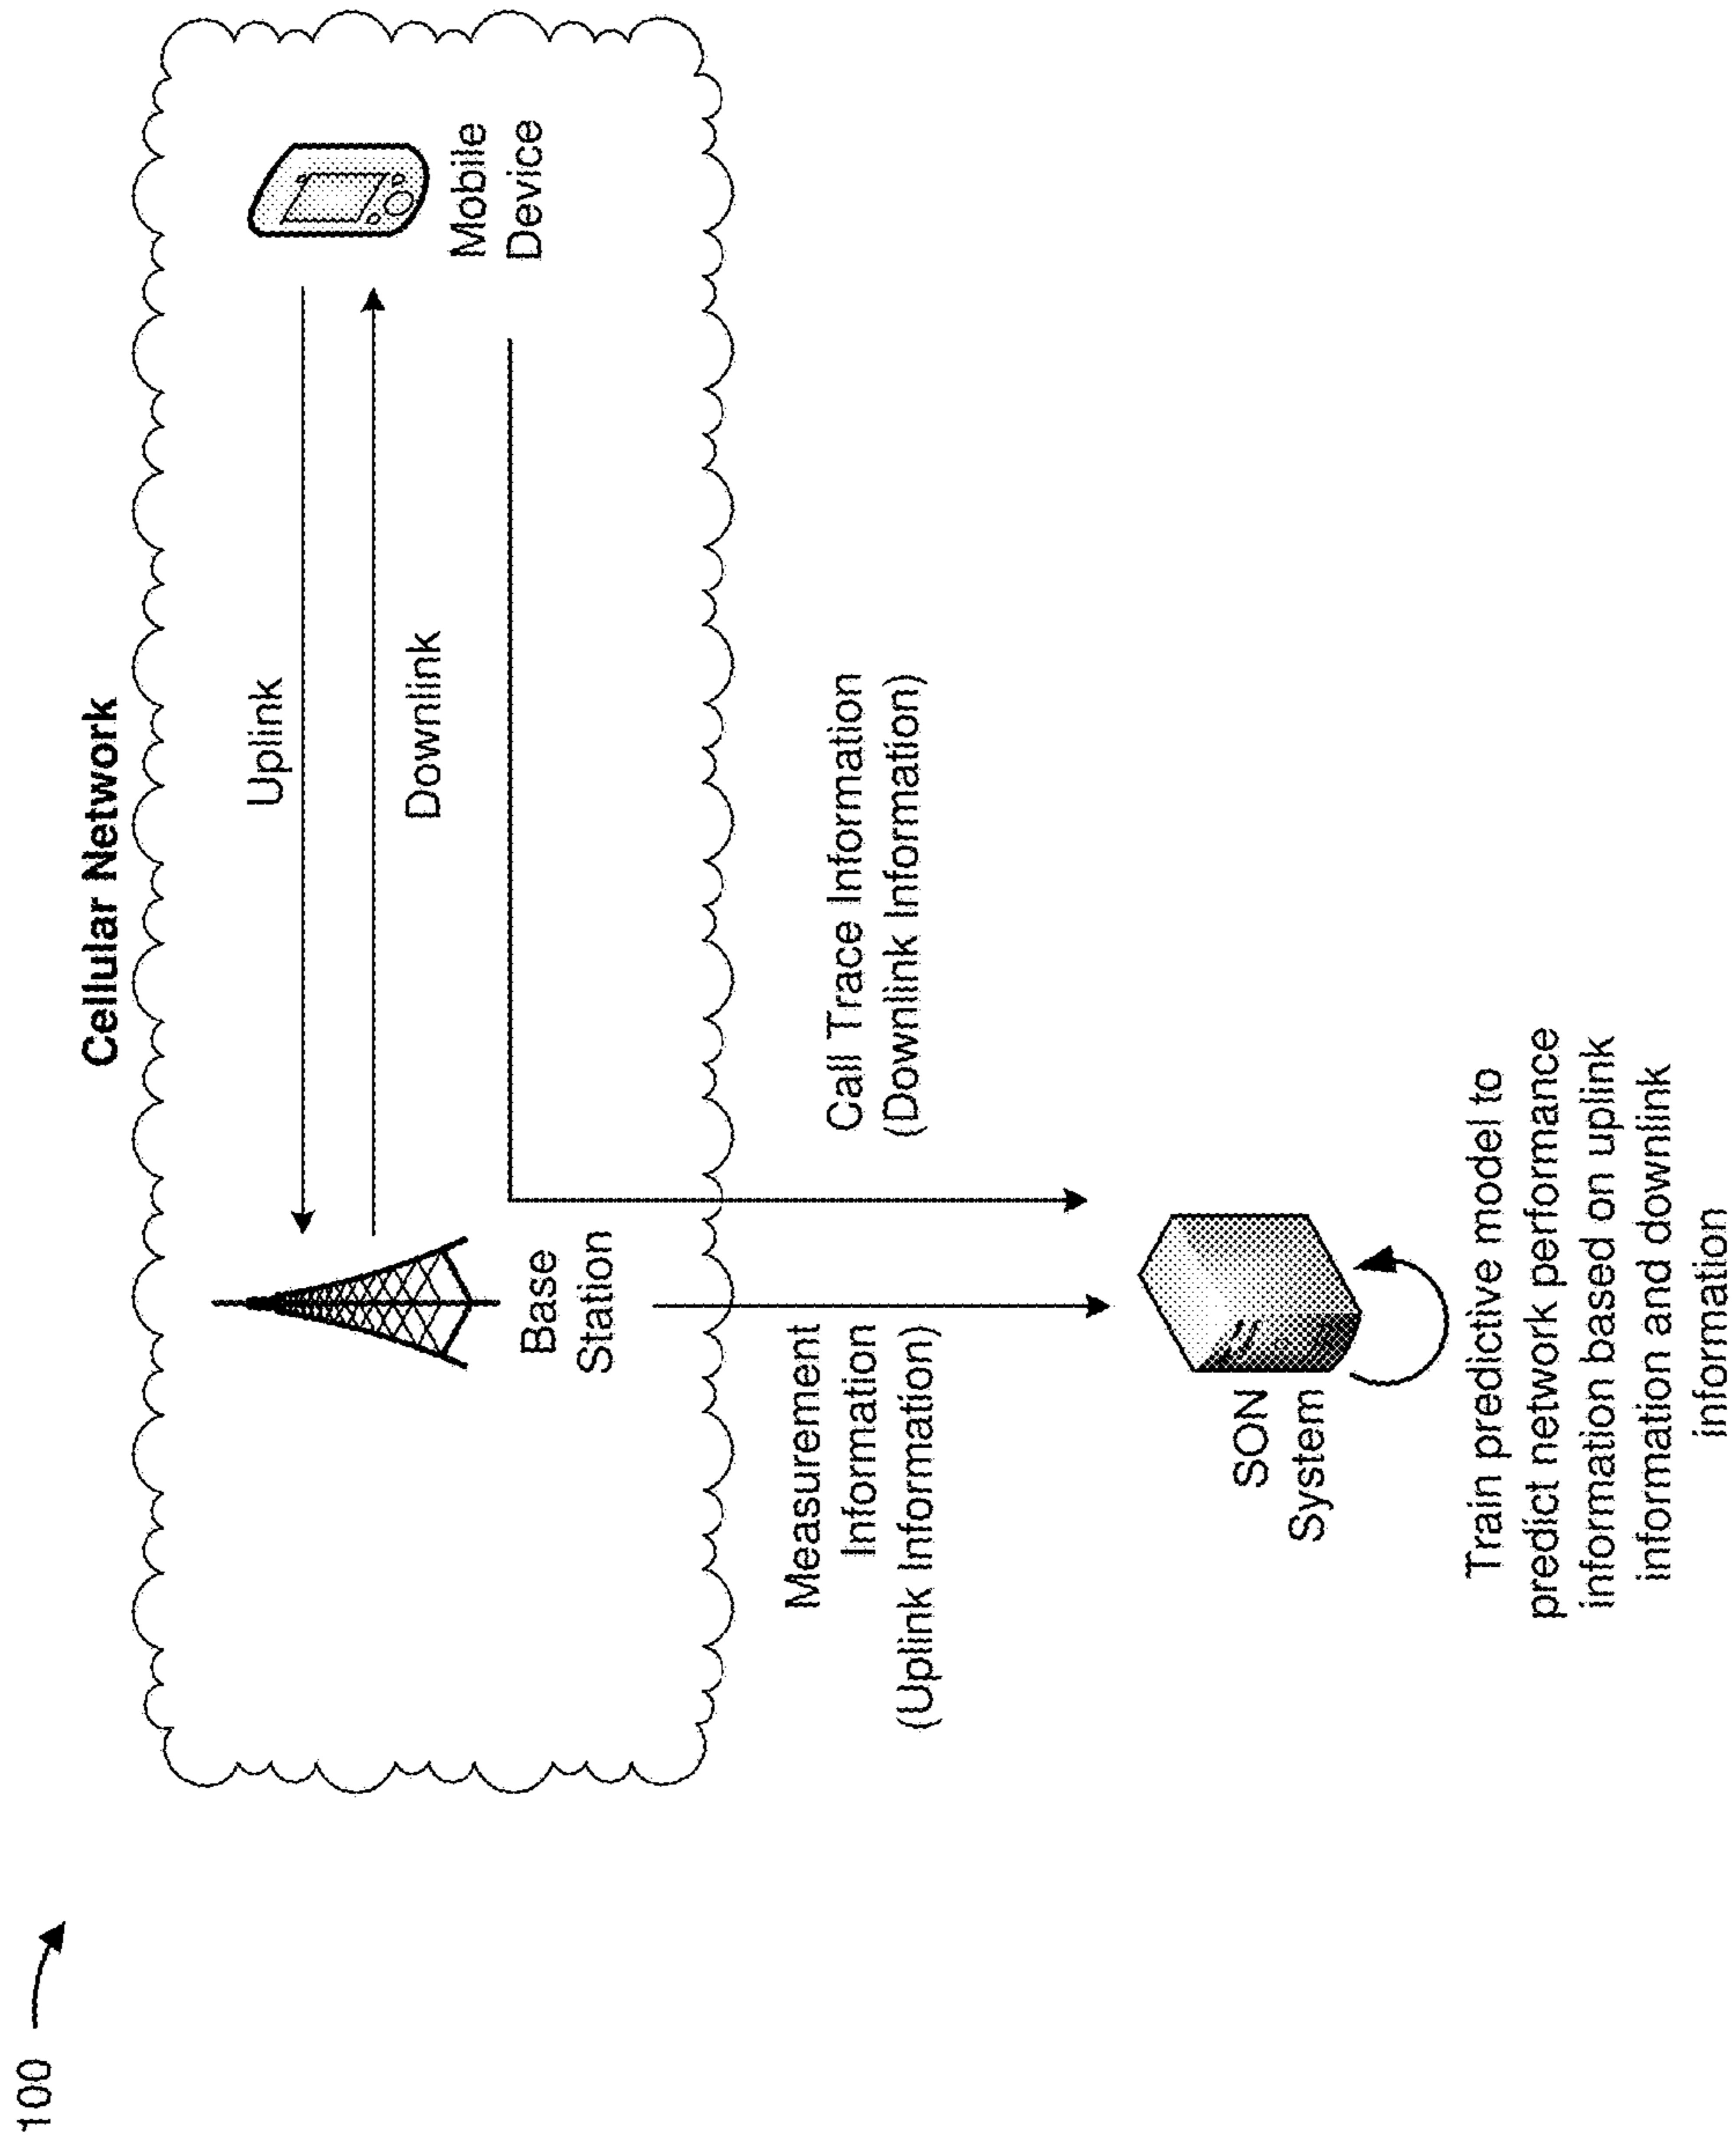 100
Cellular Network
Uplink
Downlink
Mobile
Device
Base
Station
Measurement
Information
(Uplink Information)
Call Trace Information
(Downlink Information)
SON
System
Train predictive model to
predict network performance
information based on uplink
information and downlink
information